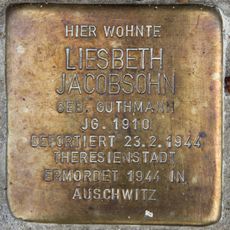 HIER WOHNTE
LIESBETH
JACOBSOHN
GEB. GUTHMANN
JG. 1910
DEPORTIERT 23.2.1944
THERESIENSTADT
ERMORDET 1944 IN
AUSCHWITZ